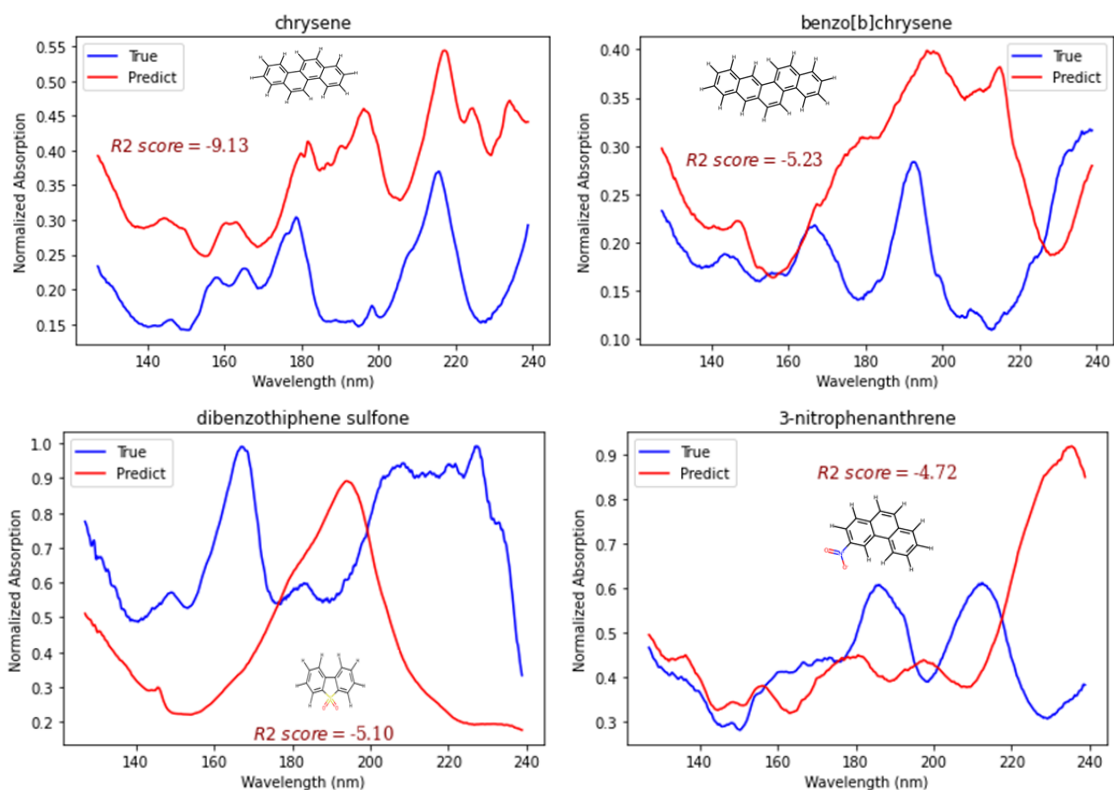 chrysene
True
Predict
R2 score = -9.13
Normalized Absorption
0.55
0.50
0.45
0.40
0.35
0.30
0.25
0.20
0.15
140 160 180 200 220 240
Wavelength (nm)
benzo[b]chrysene
True
Predict
R2 score = -5.23
Normalized Absorption
0.40
0.35
0.30
0.25
0.20
0.15
0.10
140 160 180 200 220 240
Wavelength (nm)
dibenzothiphene sulfone
True
Predict
Normalized Absorption
1.0
0.9
0.8
0.7
0.6
0.5
0.4
0.3
0.2
R2 score = -5.10
140 160 180 200 220 240
Wavelength (nm)
3-nitrophenanthrene
True
Predict
R2 score = -4.72
Normalized Absorption
0.9
0.8
0.7
0.6
0.5
0.4
0.3
140 160 180 200 220 240
Wavelength (nm)